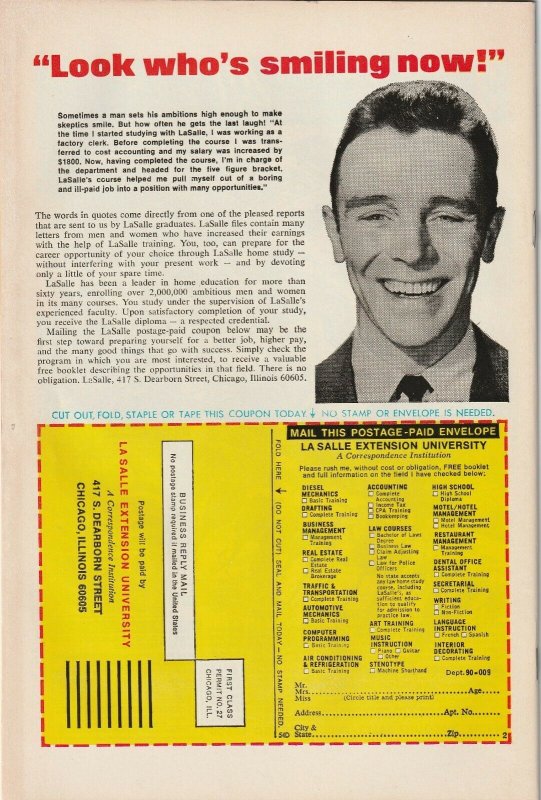 "Look who's smiling now!"
Sometimes a man sets his ambitions high enough to make
skeptics smile. But how often he gets the last laugh! "At
the time I started studying with LaSalle, I was working as a
factory clerk. Before completing the course I was trans-
ferred to cost accounting and my salary was increased by
$1800. Now, having completed the course, I'm in charge of
the department and headed for the five figure bracket,
LaSalle's course helped me pull myself out of a boring
and ill-paid job into a position with many opportunities."
The words in quotes come directly from one of the pleased reports
that are sent to us by LaSalle graduates. LaSalle files contain many
letters from men and women who have increased their earnings
with the help of LaSalle training. You, too, can prepare for the
career opportunity of your choice through LaSalle home study —
without interfering with your present work — and by devoting
only a little of your spare time.
LaSalle has been a leader in home education for more than
sixty years, enrolling over 2,000,000 ambitious men and women
in its many courses. You study under the supervision of LaSalle's
experienced faculty. Upon satisfactory completion of your study,
you receive the LaSalle diploma — a respected credential.
Mailing the LaSalle postage-paid coupon below may be the
first step toward preparing yourself for a better job, higher pay,
and the many good things that go with success. Simply check the
program in which you are most interested, to receive a valuable
free booklet describing the opportunities in that field. There is no
obligation. LaSalle, 417 S. Dearborn Street, Chicago, Illinois 60605.
CUT OUT, FOLD, STAPLE OR TAPE THIS COUPON TODAY ↓ NO STAMP OR ENVELOPE IS NEEDED.
BUSINESS REPLY MAIL
No postage stamp required if mailed in the United States
Postage will be paid by:
LA SALLE EXTENSION UNIVERSITY
A Correspondence Institution
417 S. DEARBORN STREET
CHICAGO, ILLINOIS 60605
FIRST CLASS
PERMIT NO. 27
CHICAGO, ILL.
FOLD HERE ↓ (DO NOT CUT) SEAL AND MAIL TODAY—NO STAMP NEEDED.
MAIL THIS POSTAGE-PAID ENVELOPE
LA SALLE EXTENSION UNIVERSITY
A Correspondence Institution
Please rush me, without cost or obligation, FREE booklet
and full information on the field I have checked below:
DIESEL
MECHANICS
Basic Training
DRAFTING
Complete Training
BUSINESS
MANAGEMENT
Management
Training
REAL ESTATE
Complete Real
Estate
Real Estate
Brokerage
TRAFFIC &
TRANSPORTATION
Complete Training
AUTOMOTIVE
MECHANICS
Basic Training
COMPUTER
PROGRAMMING
Basic Training
AIR CONDITIONING
& REFRIGERATION
Basic Training
ACCOUNTING
Complete
Accounting
Income Tax
CPA Training
Bookkeeping
LAW COURSES
Bachelor of Laws
Degree
Business Law
Claim Adjusting
Law
Law for Police
Officers
No state accepts
any law home study
course, including
LaSalle's, as
sufficient educa-
tion to qualify
for admission to
practice law.
ART TRAINING
Complete Training
MUSIC
INSTRUCTION
Piano Guitar
Other
STENOTYPE
Machine Shorthand
HIGH SCHOOL
High School
Diploma
MOTEL/HOTEL
MANAGEMENT
Motel Management
Hotel Management
RESTAURANT
MANAGEMENT
Management
Training
DENTAL OFFICE
ASSISTANT
Complete Training
SECRETARIAL
Complete Training
WRITING
Fiction
Non-Fiction
LANGUAGE
INSTRUCTION
French Spanish
INTERIOR
DECORATING
Complete Training
Dept. 90-009
Mr.
Mrs.
Miss
Age
(Circle title and please print)
Address Apt. No.
City &
State Zip
2